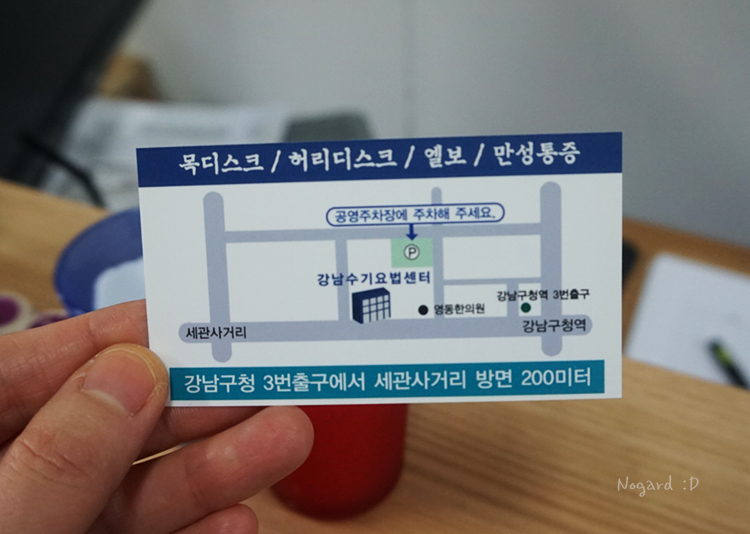 목디스크 / 허리디스크 / 엘보 / 만성통증
공영주차장에 주차해 주세요.
P
강남수기요법센터
강남구청역 3번출구
영동한의원
세관사거리
강남구청역
강남구청 3번출구에서 세관사거리 방면 200미터
Nogard :D